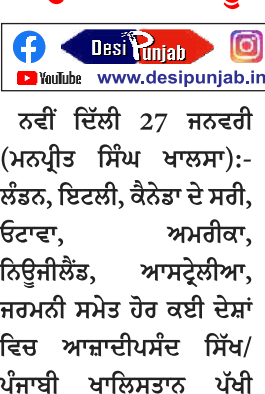 Desi Punjab
YouTube www.desipunjab.in
ਨਵੀਂ ਦਿੱਲੀ 27 ਜਨਵਰੀ
(ਮਨਪ੍ਰੀਤ ਸਿੰਘ ਖਾਲਸਾ):-
ਲੰਡਨ, ਇਟਲੀ, ਕੈਨੇਡਾ ਦੇ ਸਰੀ,
ਓਟਾਵਾ, ਅਮਰੀਕਾ,
ਨਿਊਜੀਲੈਂਡ, ਆਸਟ੍ਰੇਲੀਆ,
ਜਰਮਨੀ ਸਮੇਤ ਹੋਰ ਕਈ ਦੇਸ਼ਾਂ
ਵਿਚ ਆਜ਼ਾਦੀਪਸੰਦ ਸਿੱਖ/
ਪੰਜਾਬੀ ਖਾਲਿਸਤਾਨ ਪੱਖੀ